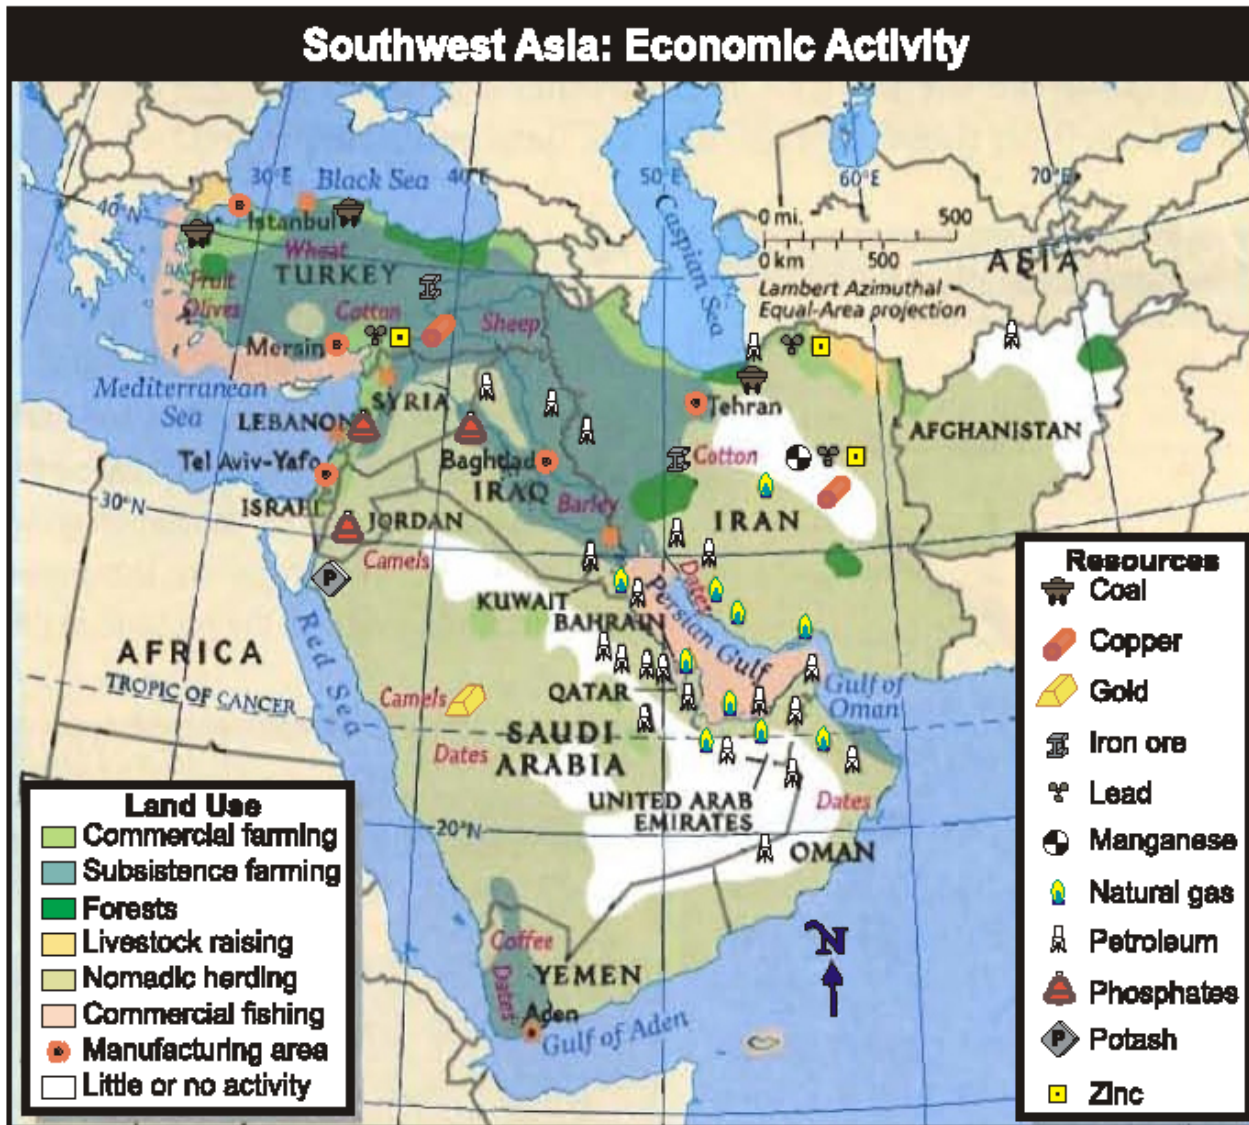 Southwest Asia: Economic Activity
30°E
Black Sea
40°E
50°E
60°E
70°E
40°N
Istanbul
Caspian Sea
0 mi.
500
Wheat
TURKEY
0 km
500
ASIA
Fruit
Olives
Lambert Azimuthal
Equal-Area projection
Cotton
Sheep
Mersin
Mediterranean
Sea
SYRIA
Tehran
LEBANON
AFGHANISTAN
Tel Aviv-Yafo
Baghdad
Cotton
IRAQ
30°N
ISRAEL
Barley
JORDAN
IRAN
Camels
P
Dates
KUWAIT
BAHRAIN
Persian Gulf
Red Sea
AFRICA
TROPIC OF CANCER
Camels
QATAR
Gulf of
Oman
SAUDI
ARABIA
Dates
UNITED ARAB
EMIRATES
Dates
20°N
OMAN
Coffee
YEMEN
Dates
Aden
Gulf of Aden
N
Land Use
Commercial farming
Subsistence farming
Forests
Livestock raising
Nomadic herding
Commercial fishing
Manufacturing area
Little or no activity
Resources
Coal
Copper
Gold
Iron ore
Lead
Manganese
Natural gas
Petroleum
Phosphates
P Potash
Zinc